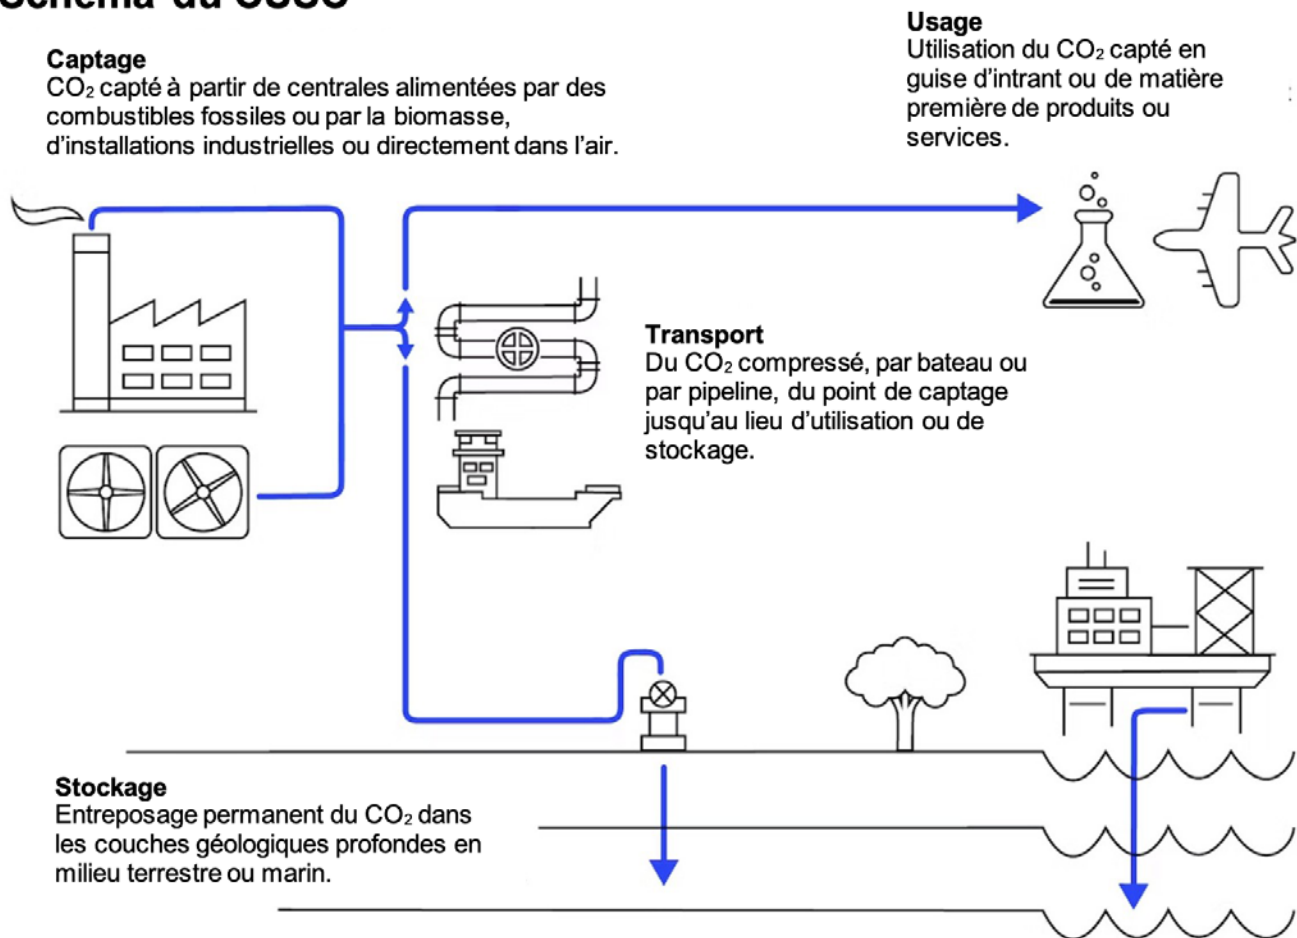 Schéma du CUSC
Captage
CO₂ capté à partir de centrales alimentées par des
combustibles fossiles ou par la biomasse,
d’installations industrielles ou directement dans l’air.
Usage
Utilisation du CO₂ capté en
guise d’intrant ou de matière
première de produits ou
services.
Transport
Du CO₂ compressé, par bateau ou
par pipeline, du point de captage
jusqu’au lieu d’utilisation ou de
stockage.
Stockage
Entreposage permanent du CO₂ dans
les couches géologiques profondes en
milieu terrestre ou marin.